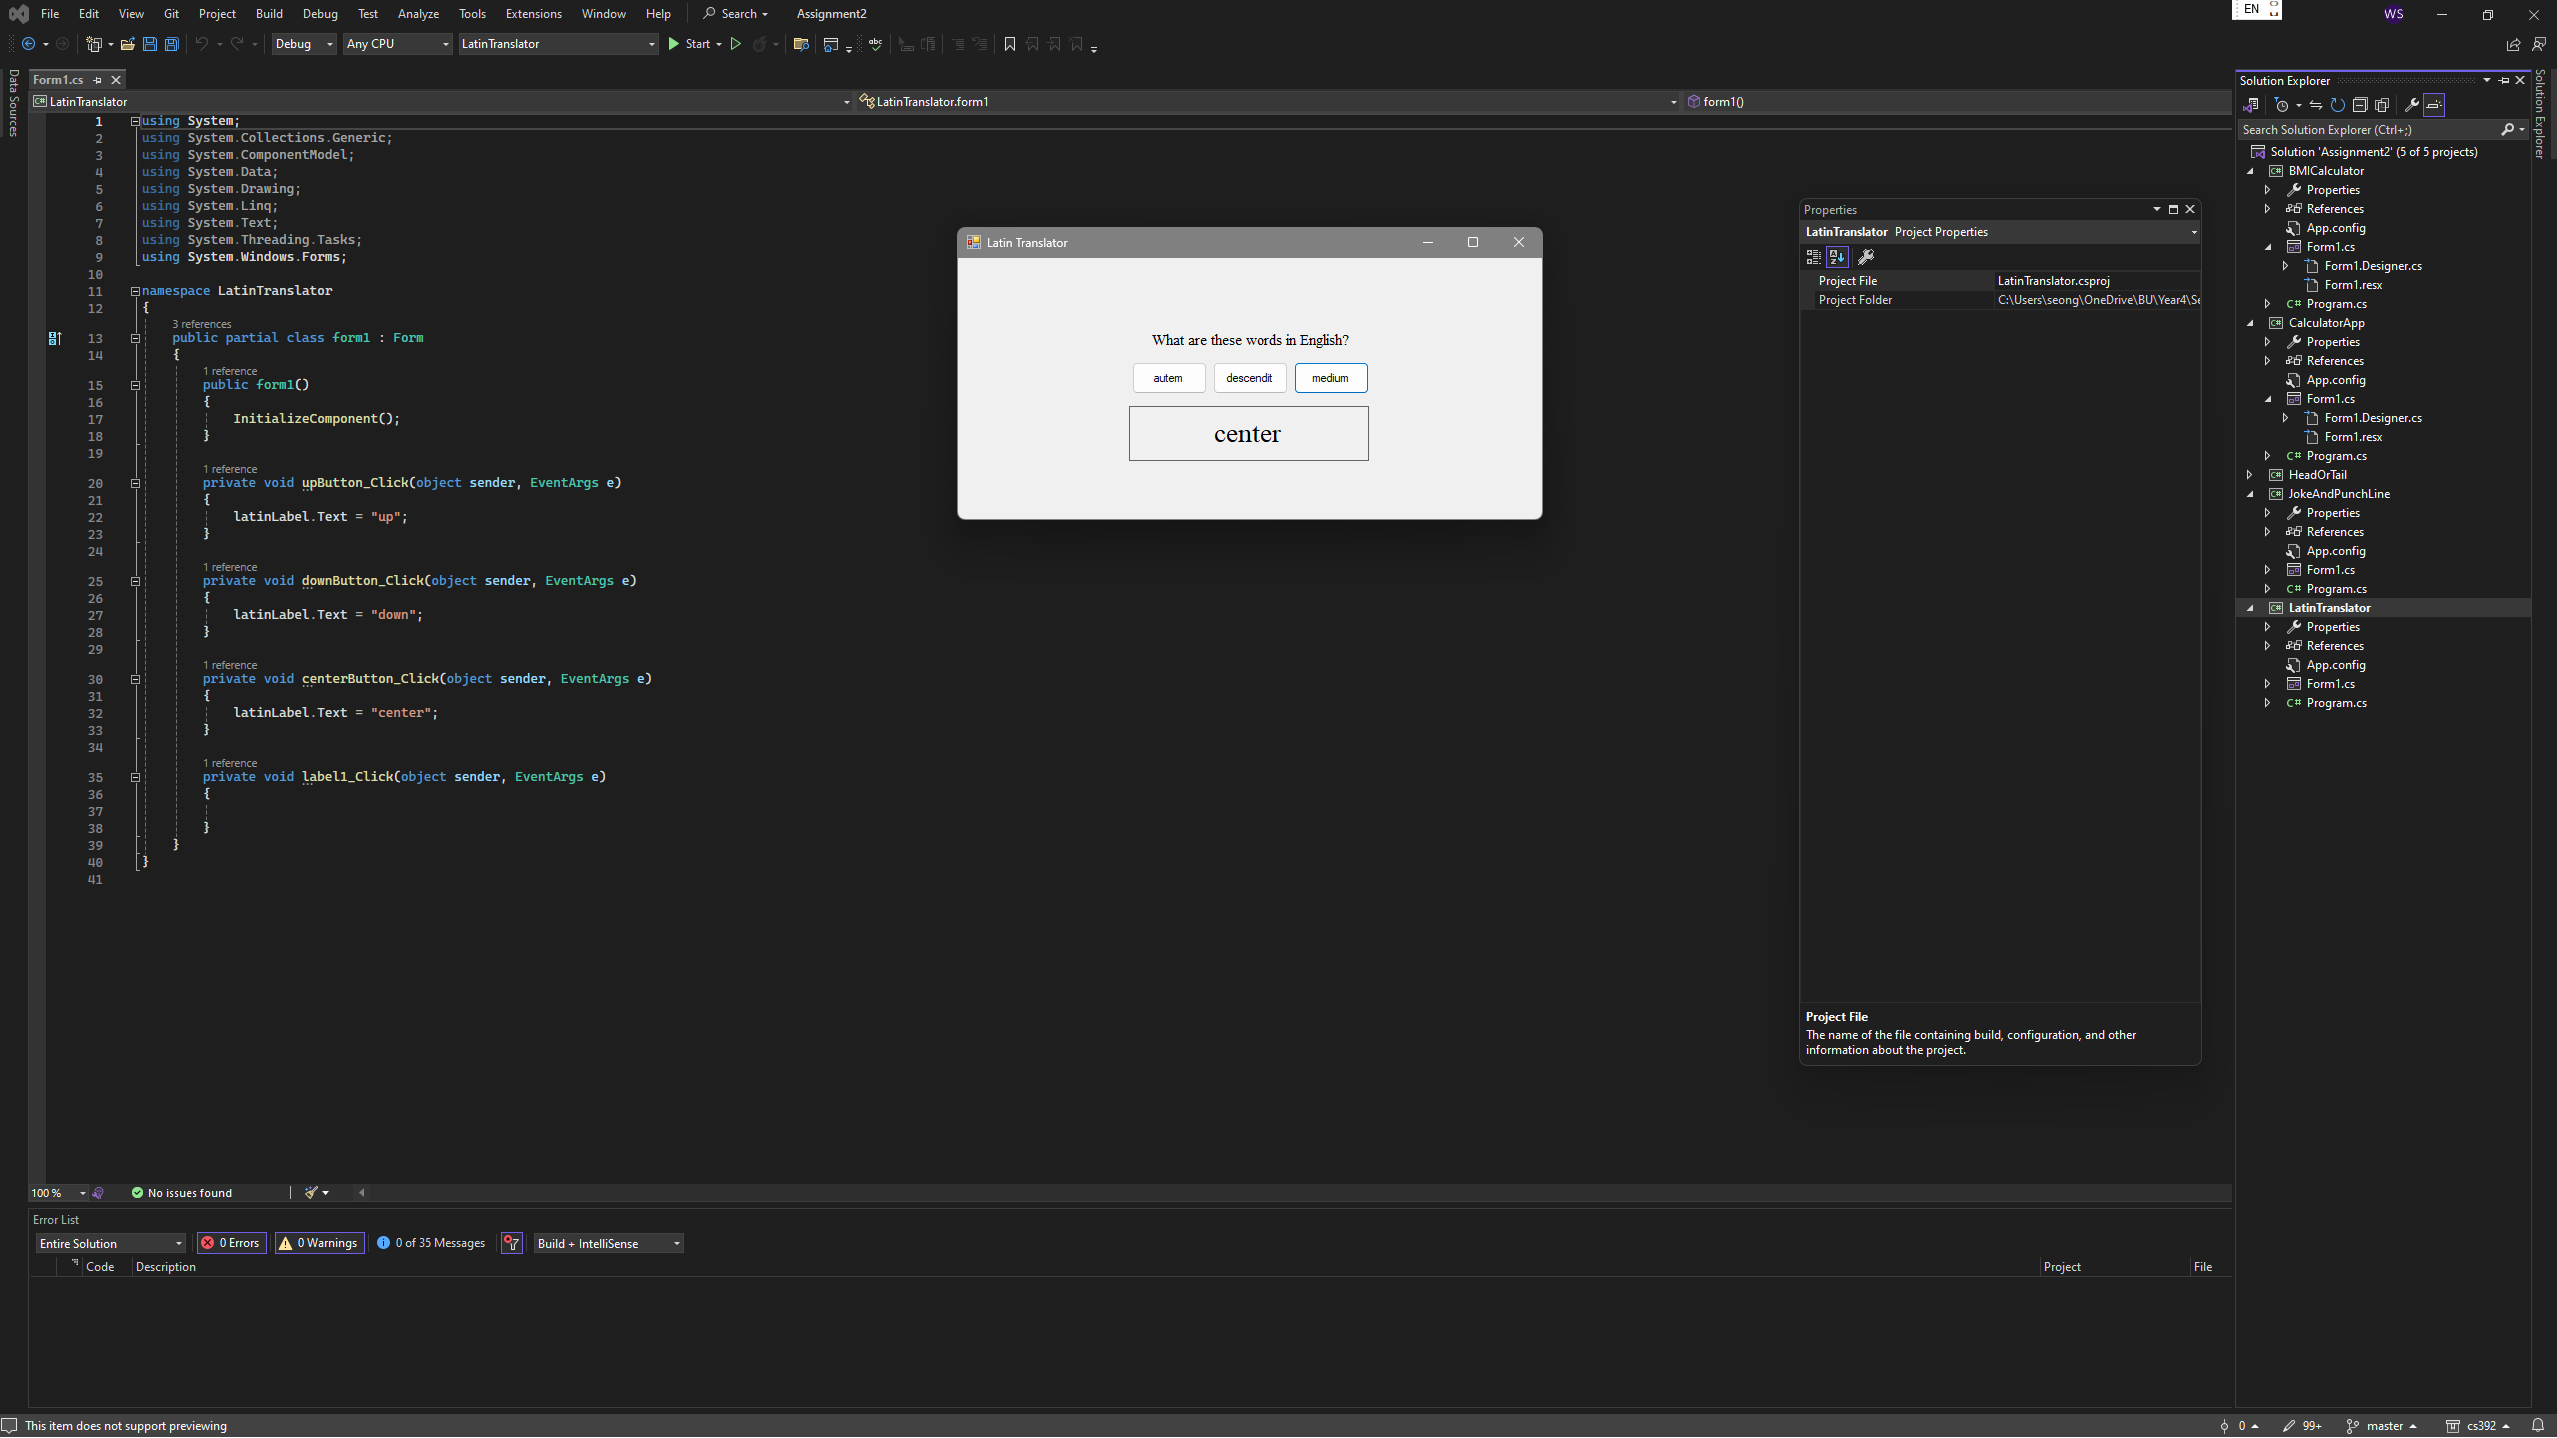 File Edit View Git Project Build Debug Test Analyze Tools Extensions Window Help Search Assignment2 EN WS
Debug Any CPU LatinTranslator Start
Data Sources
Form1.cs
LatinTranslator LatinTranslator.form1 form1()
1 using System;
2 using System.Collections.Generic;
3 using System.ComponentModel;
4 using System.Data;
5 using System.Drawing;
6 using System.Linq;
7 using System.Text;
8 using System.Threading.Tasks;
9 using System.Windows.Forms;
10
11 namespace LatinTranslator
12 {
3 references
13 public partial class form1 : Form
14 {
1 reference
15 public form1()
16 {
17 InitializeComponent();
18 }
19
1 reference
20 private void upButton_Click(object sender, EventArgs e)
21 {
22 latinLabel.Text = "up";
23 }
24
1 reference
25 private void downButton_Click(object sender, EventArgs e)
26 {
27 latinLabel.Text = "down";
28 }
29
1 reference
30 private void centerButton_Click(object sender, EventArgs e)
31 {
32 latinLabel.Text = "center";
33 }
34
1 reference
35 private void label1_Click(object sender, EventArgs e)
36 {
37
38 }
39 }
40 }
41
Latin Translator
What are these words in English?
autem descendit medium
center
Properties
LatinTranslator Project Properties
Project File LatinTranslator.csproj
Project Folder C:\Users\seong\OneDrive\BU\Year4\Se
Project File
The name of the file containing build, configuration, and other
information about the project.
Solution Explorer
Search Solution Explorer (Ctrl+;)
Solution 'Assignment2' (5 of 5 projects)
BMICalculator
Properties
References
App.config
Form1.cs
Form1.Designer.cs
Form1.resx
C# Program.cs
CalculatorApp
Properties
References
App.config
Form1.cs
Form1.Designer.cs
Form1.resx
C# Program.cs
HeadOrTail
JokeAndPunchLine
Properties
References
App.config
Form1.cs
C# Program.cs
LatinTranslator
Properties
References
App.config
Form1.cs
C# Program.cs
Solution Explorer
100 % No issues found
Error List
Entire Solution 0 Errors 0 Warnings 0 of 35 Messages Build + IntelliSense
Code Description Project File
This item does not support previewing 0 99+ master cs392